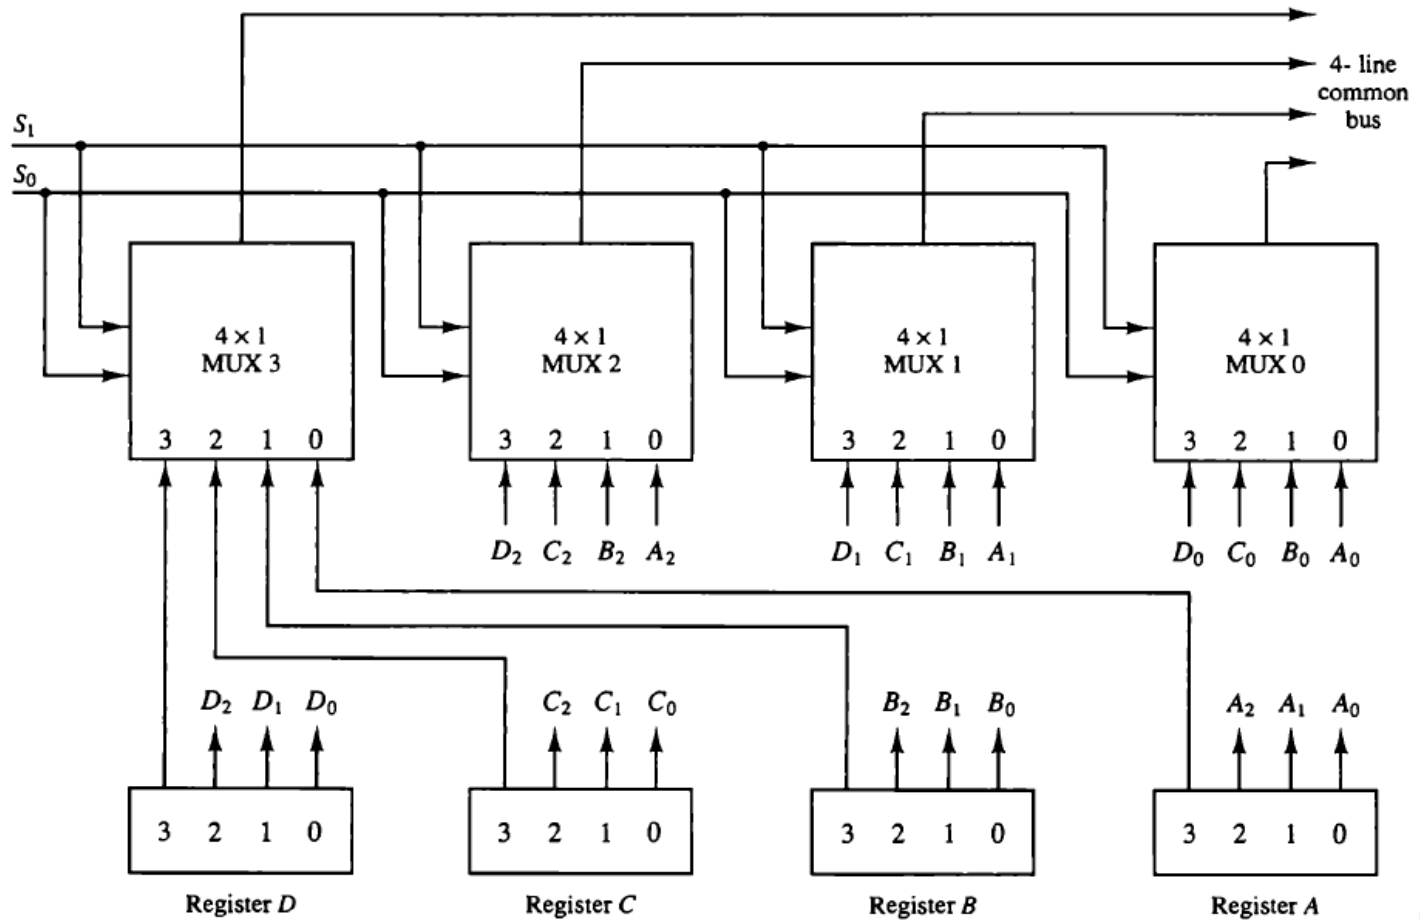 4- line
common
bus
S₁
S₀
4 × 1
MUX 3
3 2 1 0
4 × 1
MUX 2
3 2 1 0
4 × 1
MUX 1
3 2 1 0
4 × 1
MUX 0
3 2 1 0
D₂ C₂ B₂ A₂
D₁ C₁ B₁ A₁
D₀ C₀ B₀ A₀
D₂ D₁ D₀
C₂ C₁ C₀
B₂ B₁ B₀
A₂ A₁ A₀
3 2 1 0
3 2 1 0
3 2 1 0
3 2 1 0
Register D
Register C
Register B
Register A